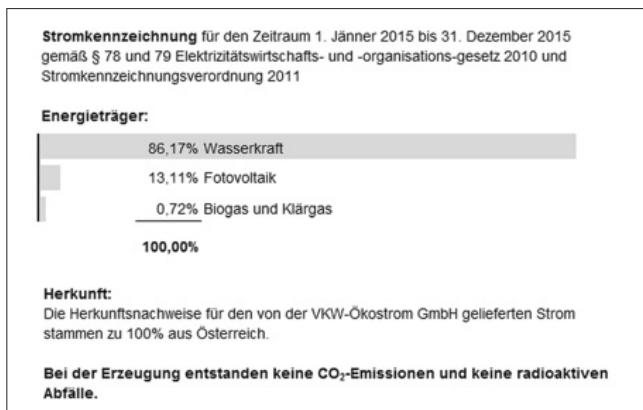 Stromkennzeichnung für den Zeitraum 1. Jänner 2015 bis 31. Dezember 2015
gemäß § 78 und 79 Elektrizitätswirtschafts- und -organisations-gesetz 2010 und
Stromkennzeichnungsverordnung 2011
Energieträger:
86,17% Wasserkraft
13,11% Fotovoltaik
0,72% Biogas und Klärgas
100,00%
Herkunft:
Die Herkunftsnachweise für den von der VKW-Ökostrom GmbH gelieferten Strom
stammen zu 100% aus Österreich.
Bei der Erzeugung entstanden keine CO₂-Emissionen und keine radioaktiven
Abfälle.